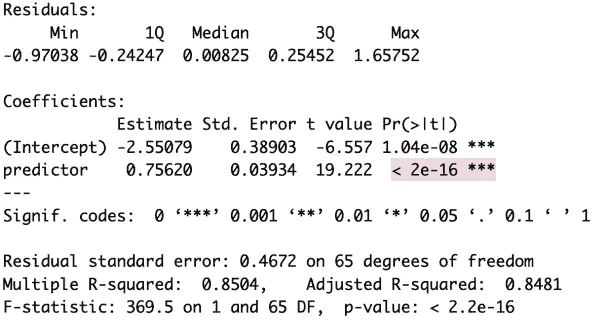 Residuals:
     Min       1Q   Median       3Q      Max
-0.97038 -0.24247  0.00825  0.25452  1.65752
Coefficients:
            Estimate Std. Error t value Pr(>|t|)
(Intercept) -2.55079    0.38903  -6.557 1.04e-08 ***
predictor    0.75620    0.03934  19.222  < 2e-16 ***
---
Signif. codes:  0 ‘***’ 0.001 ‘**’ 0.01 ‘*’ 0.05 ‘.’ 0.1 ‘ ’ 1
Residual standard error: 0.4672 on 65 degrees of freedom
Multiple R-squared:  0.8504,    Adjusted R-squared:  0.8481
F-statistic: 369.5 on 1 and 65 DF,  p-value: < 2.2e-16